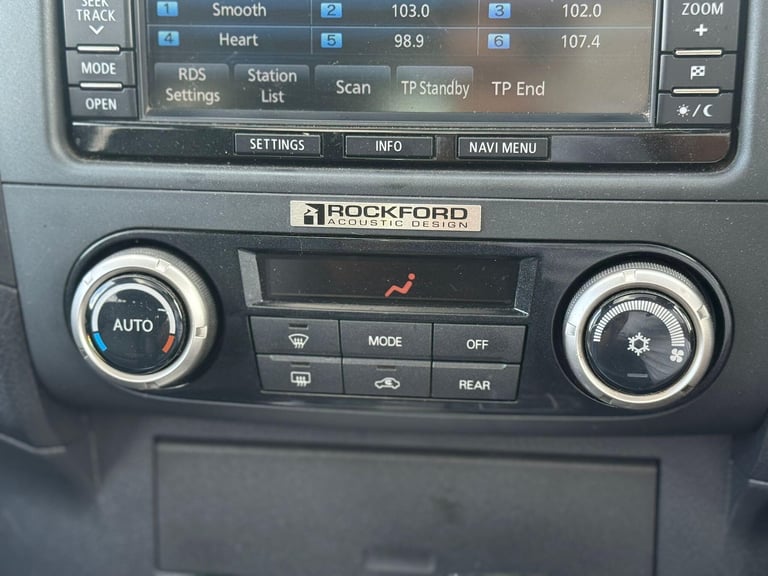 SEEK
TRACK
MODE
OPEN
1 Smooth 2 103.0 3 102.0
4 Heart 5 98.9 6 107.4
RDS Settings
Station List
Scan
TP Standby
TP End
ZOOM
+
SETTINGS INFO NAVI MENU
ROCKFORD
ACOUSTIC DESIGN
AUTO
MODE OFF
REAR